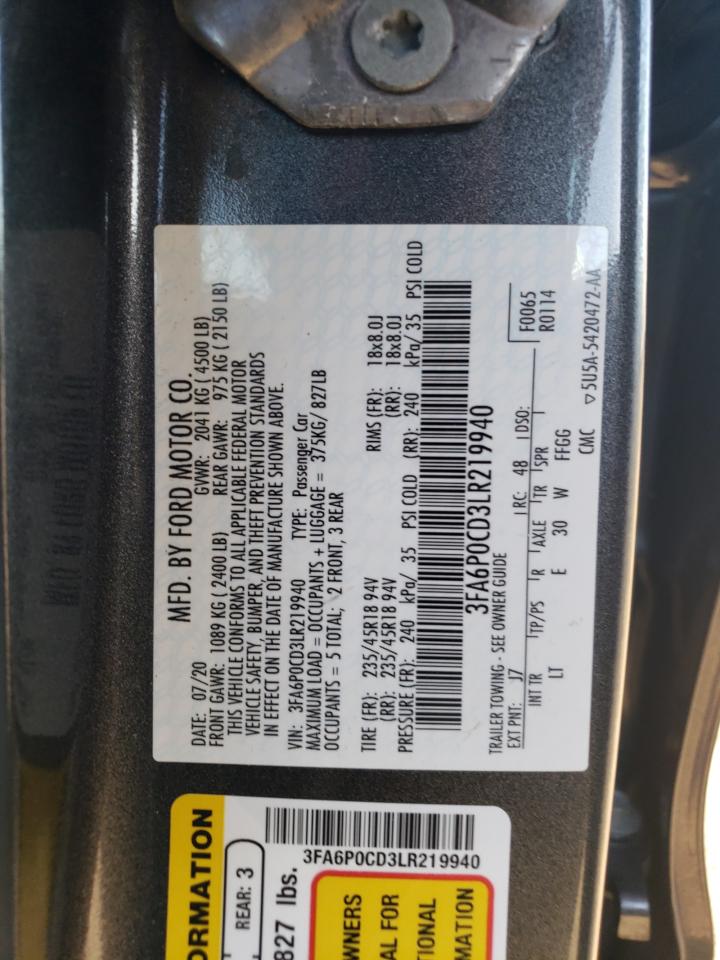 MFD. BY FORD MOTOR CO.
DATE: 07/20 GVWR: 2041 KG ( 4500 LB)
FRONT GAWR: 1089 KG ( 2400 LB) REAR GAWR: 975 KG ( 2150 LB)
THIS VEHICLE CONFORMS TO ALL APPLICABLE FEDERAL MOTOR
VEHICLE SAFETY, BUMPER, AND THEFT PREVENTION STANDARDS
IN EFFECT ON THE DATE OF MANUFACTURE SHOWN ABOVE.
VIN: 3FA6P0CD3LR219940 TYPE: Passenger Car
MAXIMUM LOAD = OCCUPANTS + LUGGAGE = 375KG/ 827LB
OCCUPANTS = 5 TOTAL; 2 FRONT, 3 REAR
TIRE (FR): 235/45R18 94V RIMS (FR): 18x8.0J
(RR): 235/45R18 94V (RR): 18x8.0J
PRESSURE (FR): 240 kPa/ 35 PSI COLD (RR): 240 kPa/ 35 PSI COLD
3FA6P0CD3LR219940
TRAILER TOWING - SEE OWNER GUIDE
F0065
R0114
EXT PNT: J7 RC: 48 DSO:
INT TR TP/PS R AXLE TR SPR
LT E 30 W FFGG
CMC ▽5U5A-5420472-AA
ORMATION
REAR: 3
827 lbs.
3FA6P0CD3LR219940
WNERS
AL FOR
TIONAL
MATION